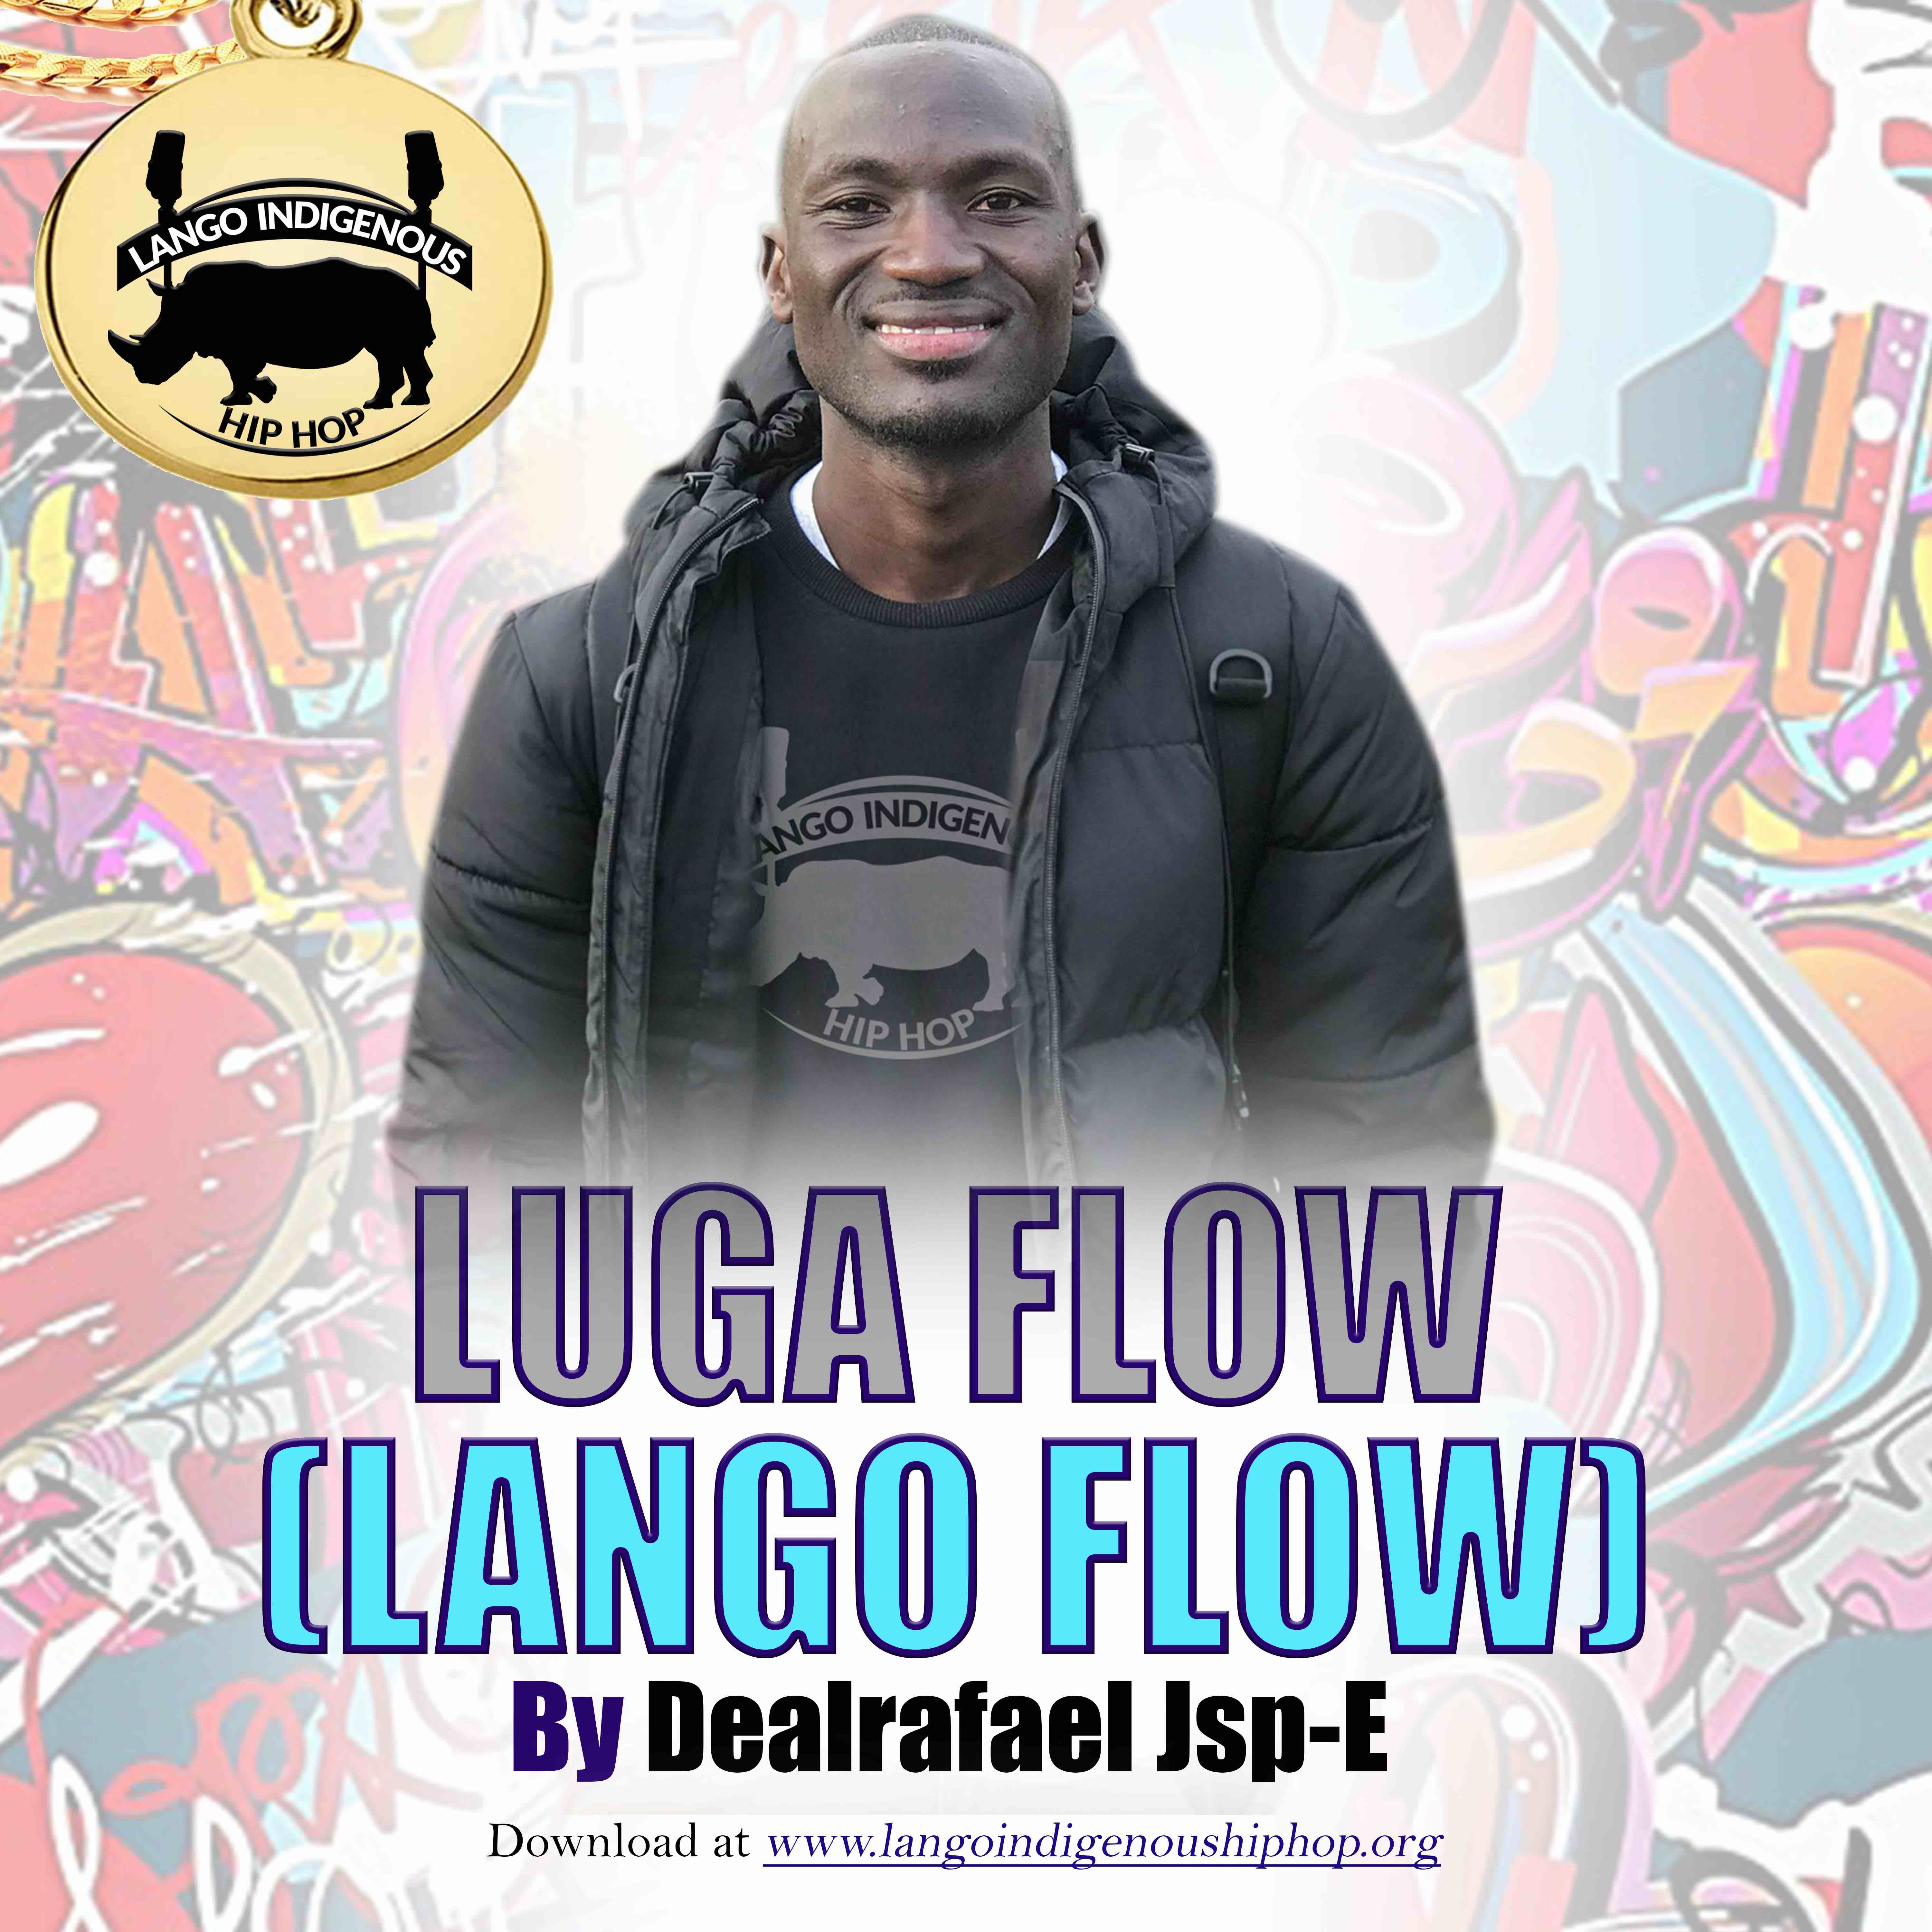 LANGO INDIGENOUS
HIP HOP
ANGO INDIGEN
HIP HOP
LUGA FLOW
(LANGO FLOW)
By Dealrafael Jsp-E
Download at www.langoindigenoushiphop.org